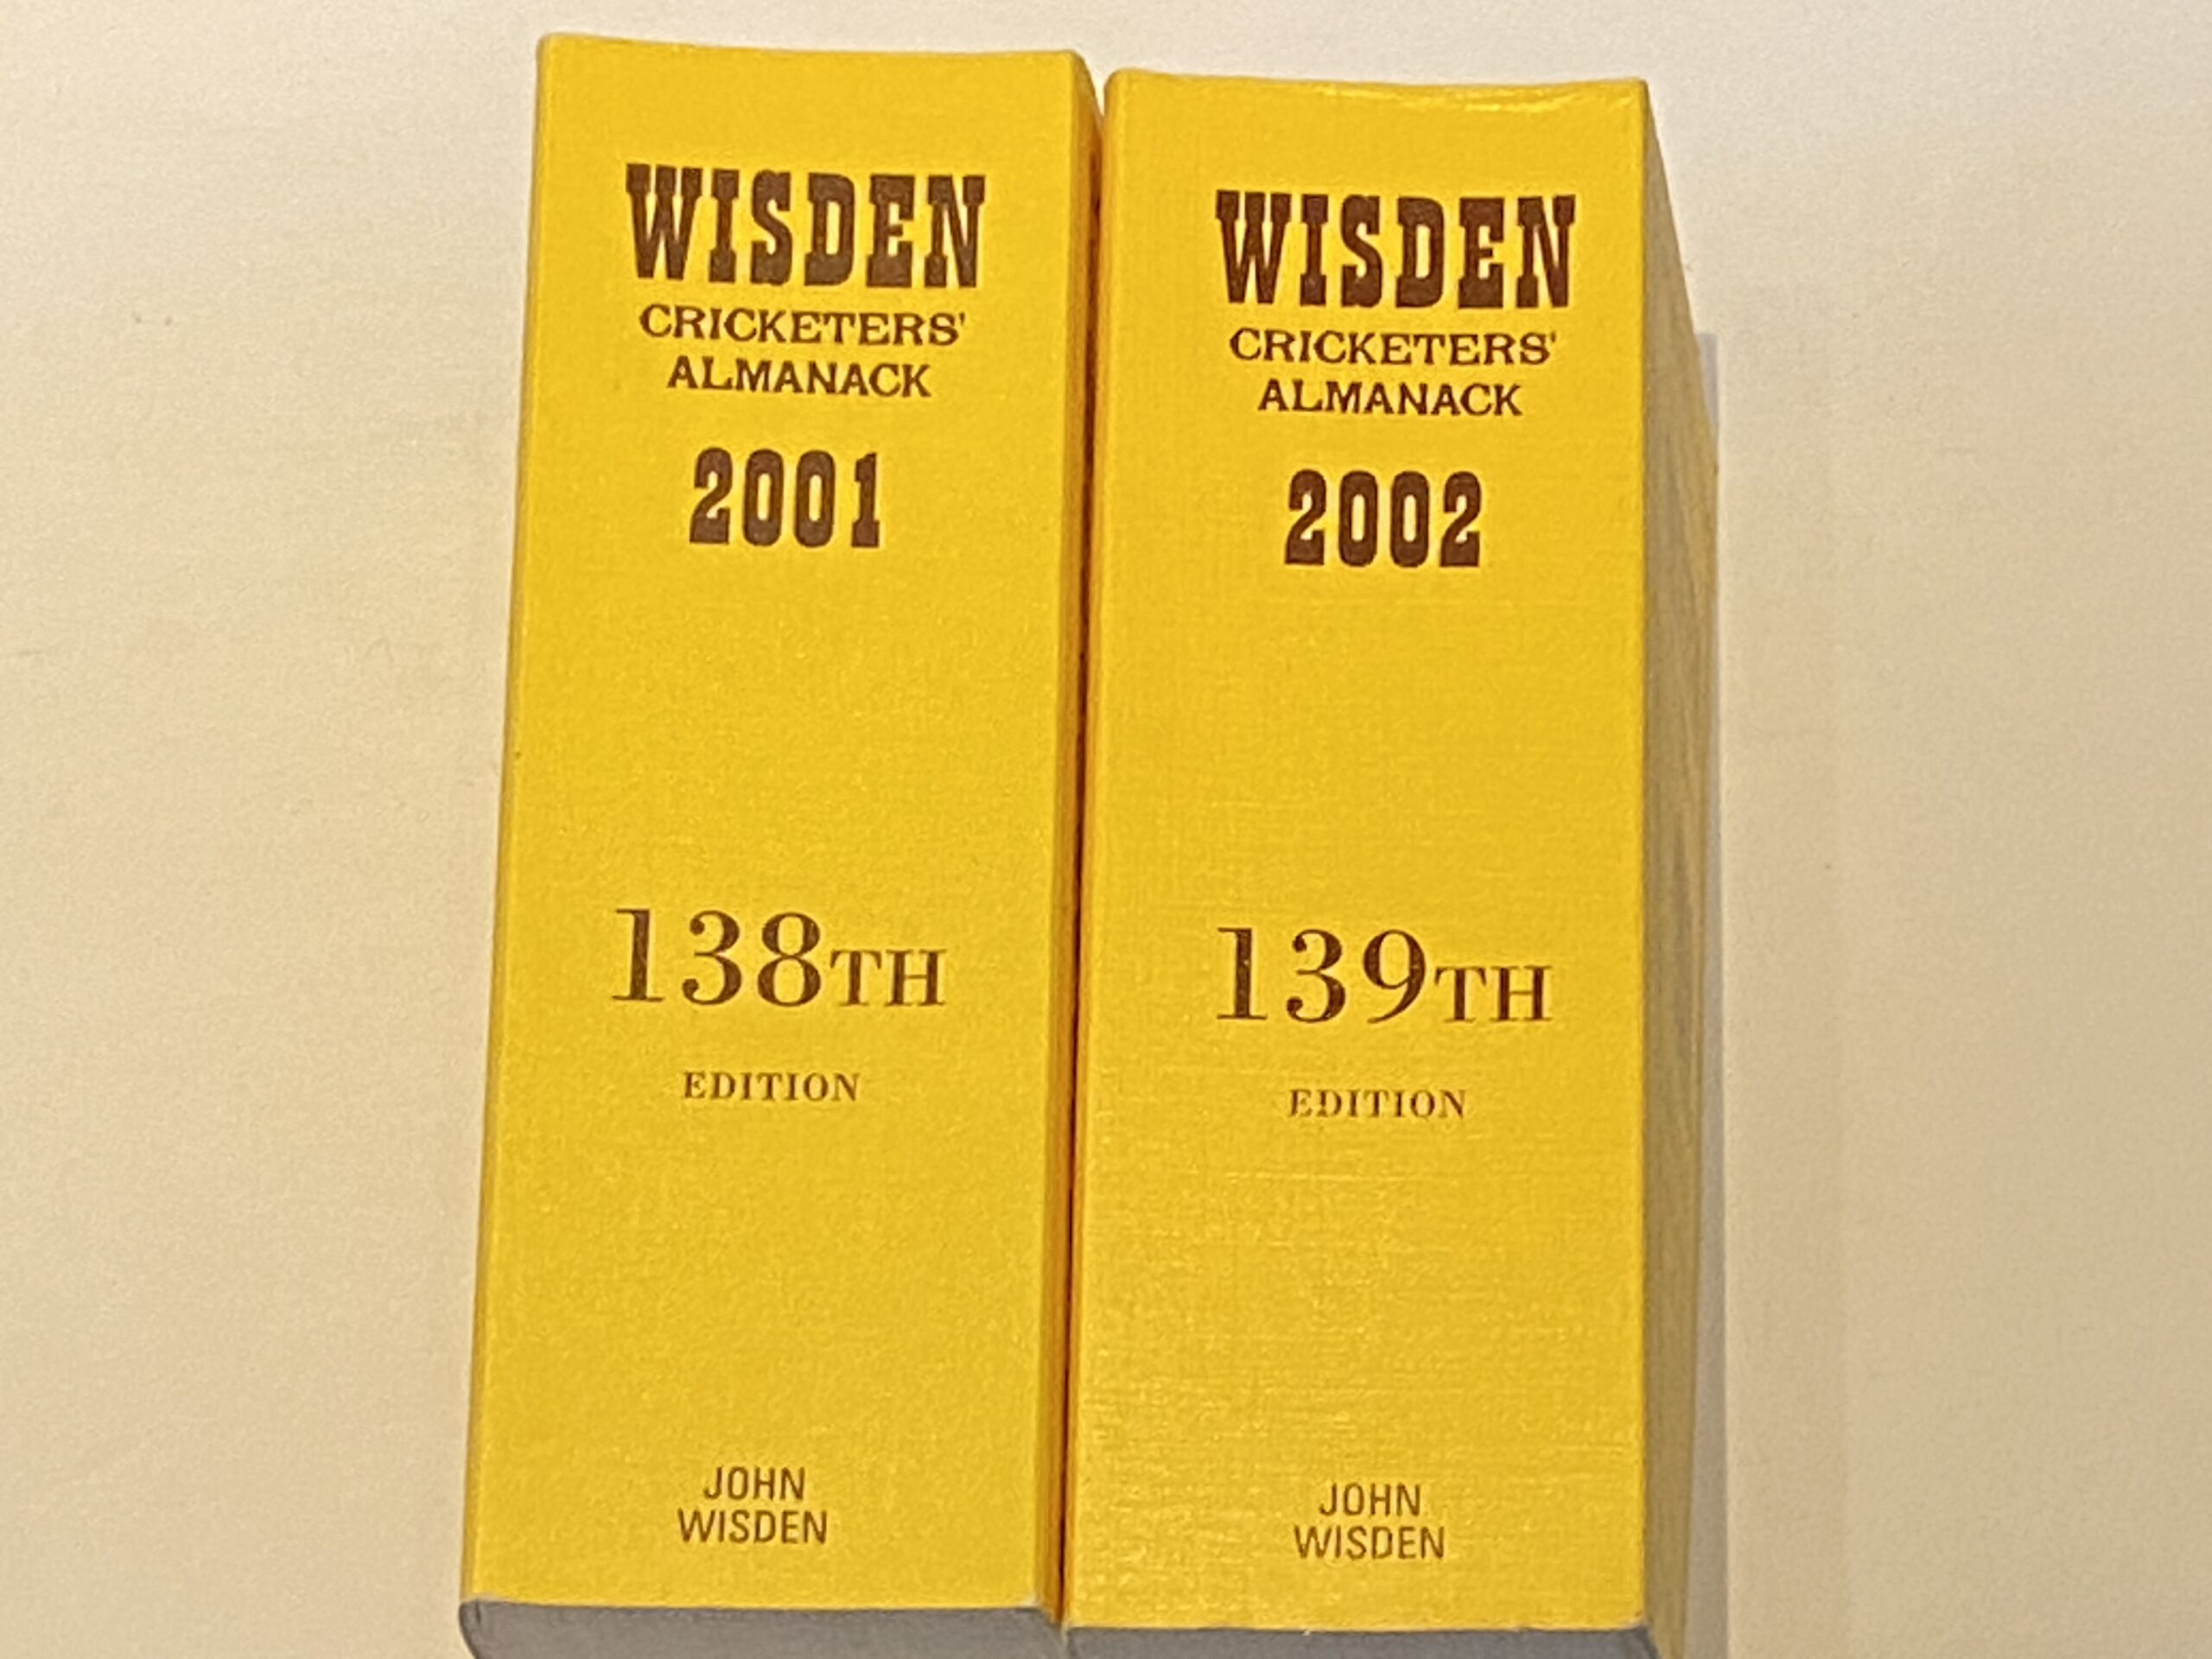 WISDEN
CRICKETERS'
ALMANACK
2001
138TH
EDITION
JOHN
WISDEN
WISDEN
CRICKETERS'
ALMANACK
2002
139TH
EDITION
JOHN
WISDEN